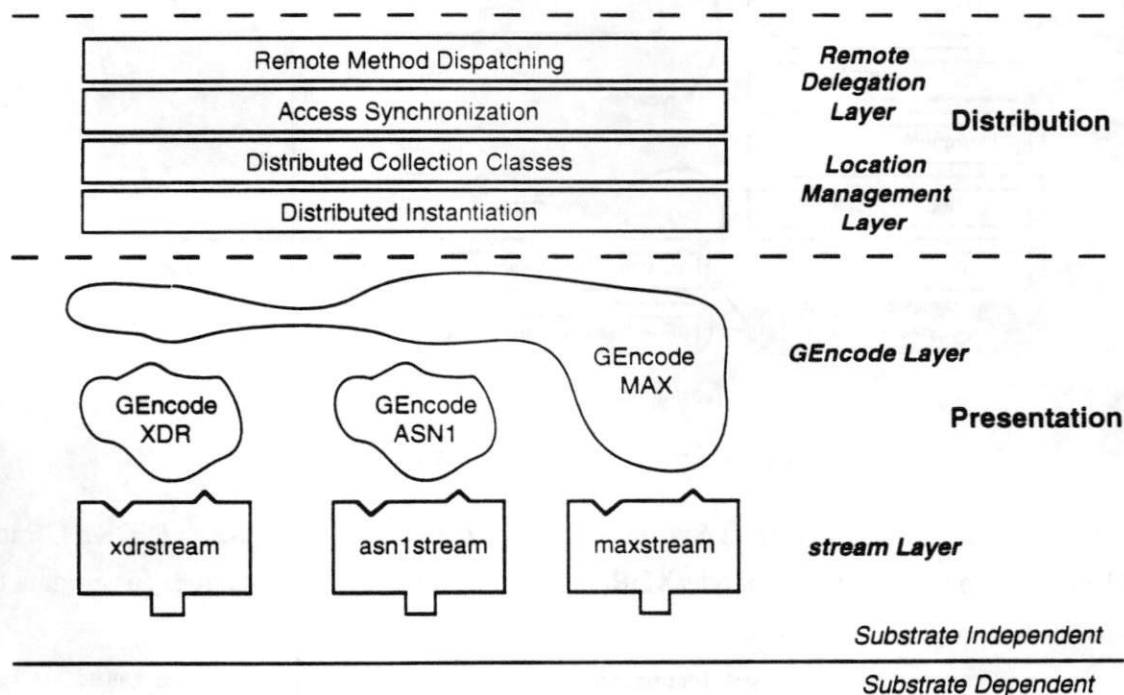 Remote Method Dispatching
Access Synchronization
Distributed Collection Classes
Distributed Instantiation
Remote
Delegation
Layer
Location
Management
Layer
Distribution
GEncode
MAX
GEncode
XDR
GEncode
ASN1
GEncode Layer
Presentation
xdrstream
asn1stream
maxstream
stream Layer
Substrate Independent
Substrate Dependent